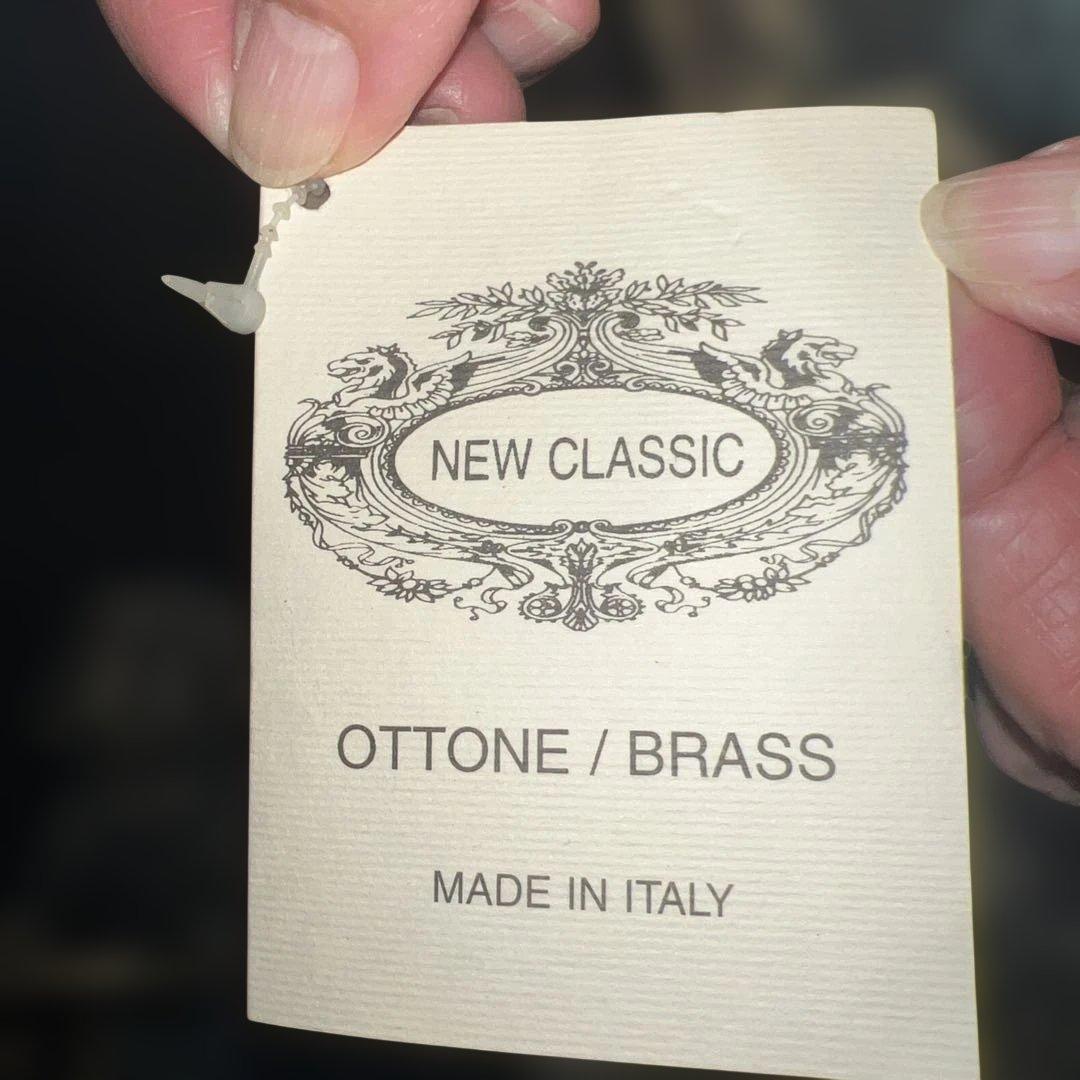 NEW CLASSIC
OTTONE / BRASS
MADE IN ITALY